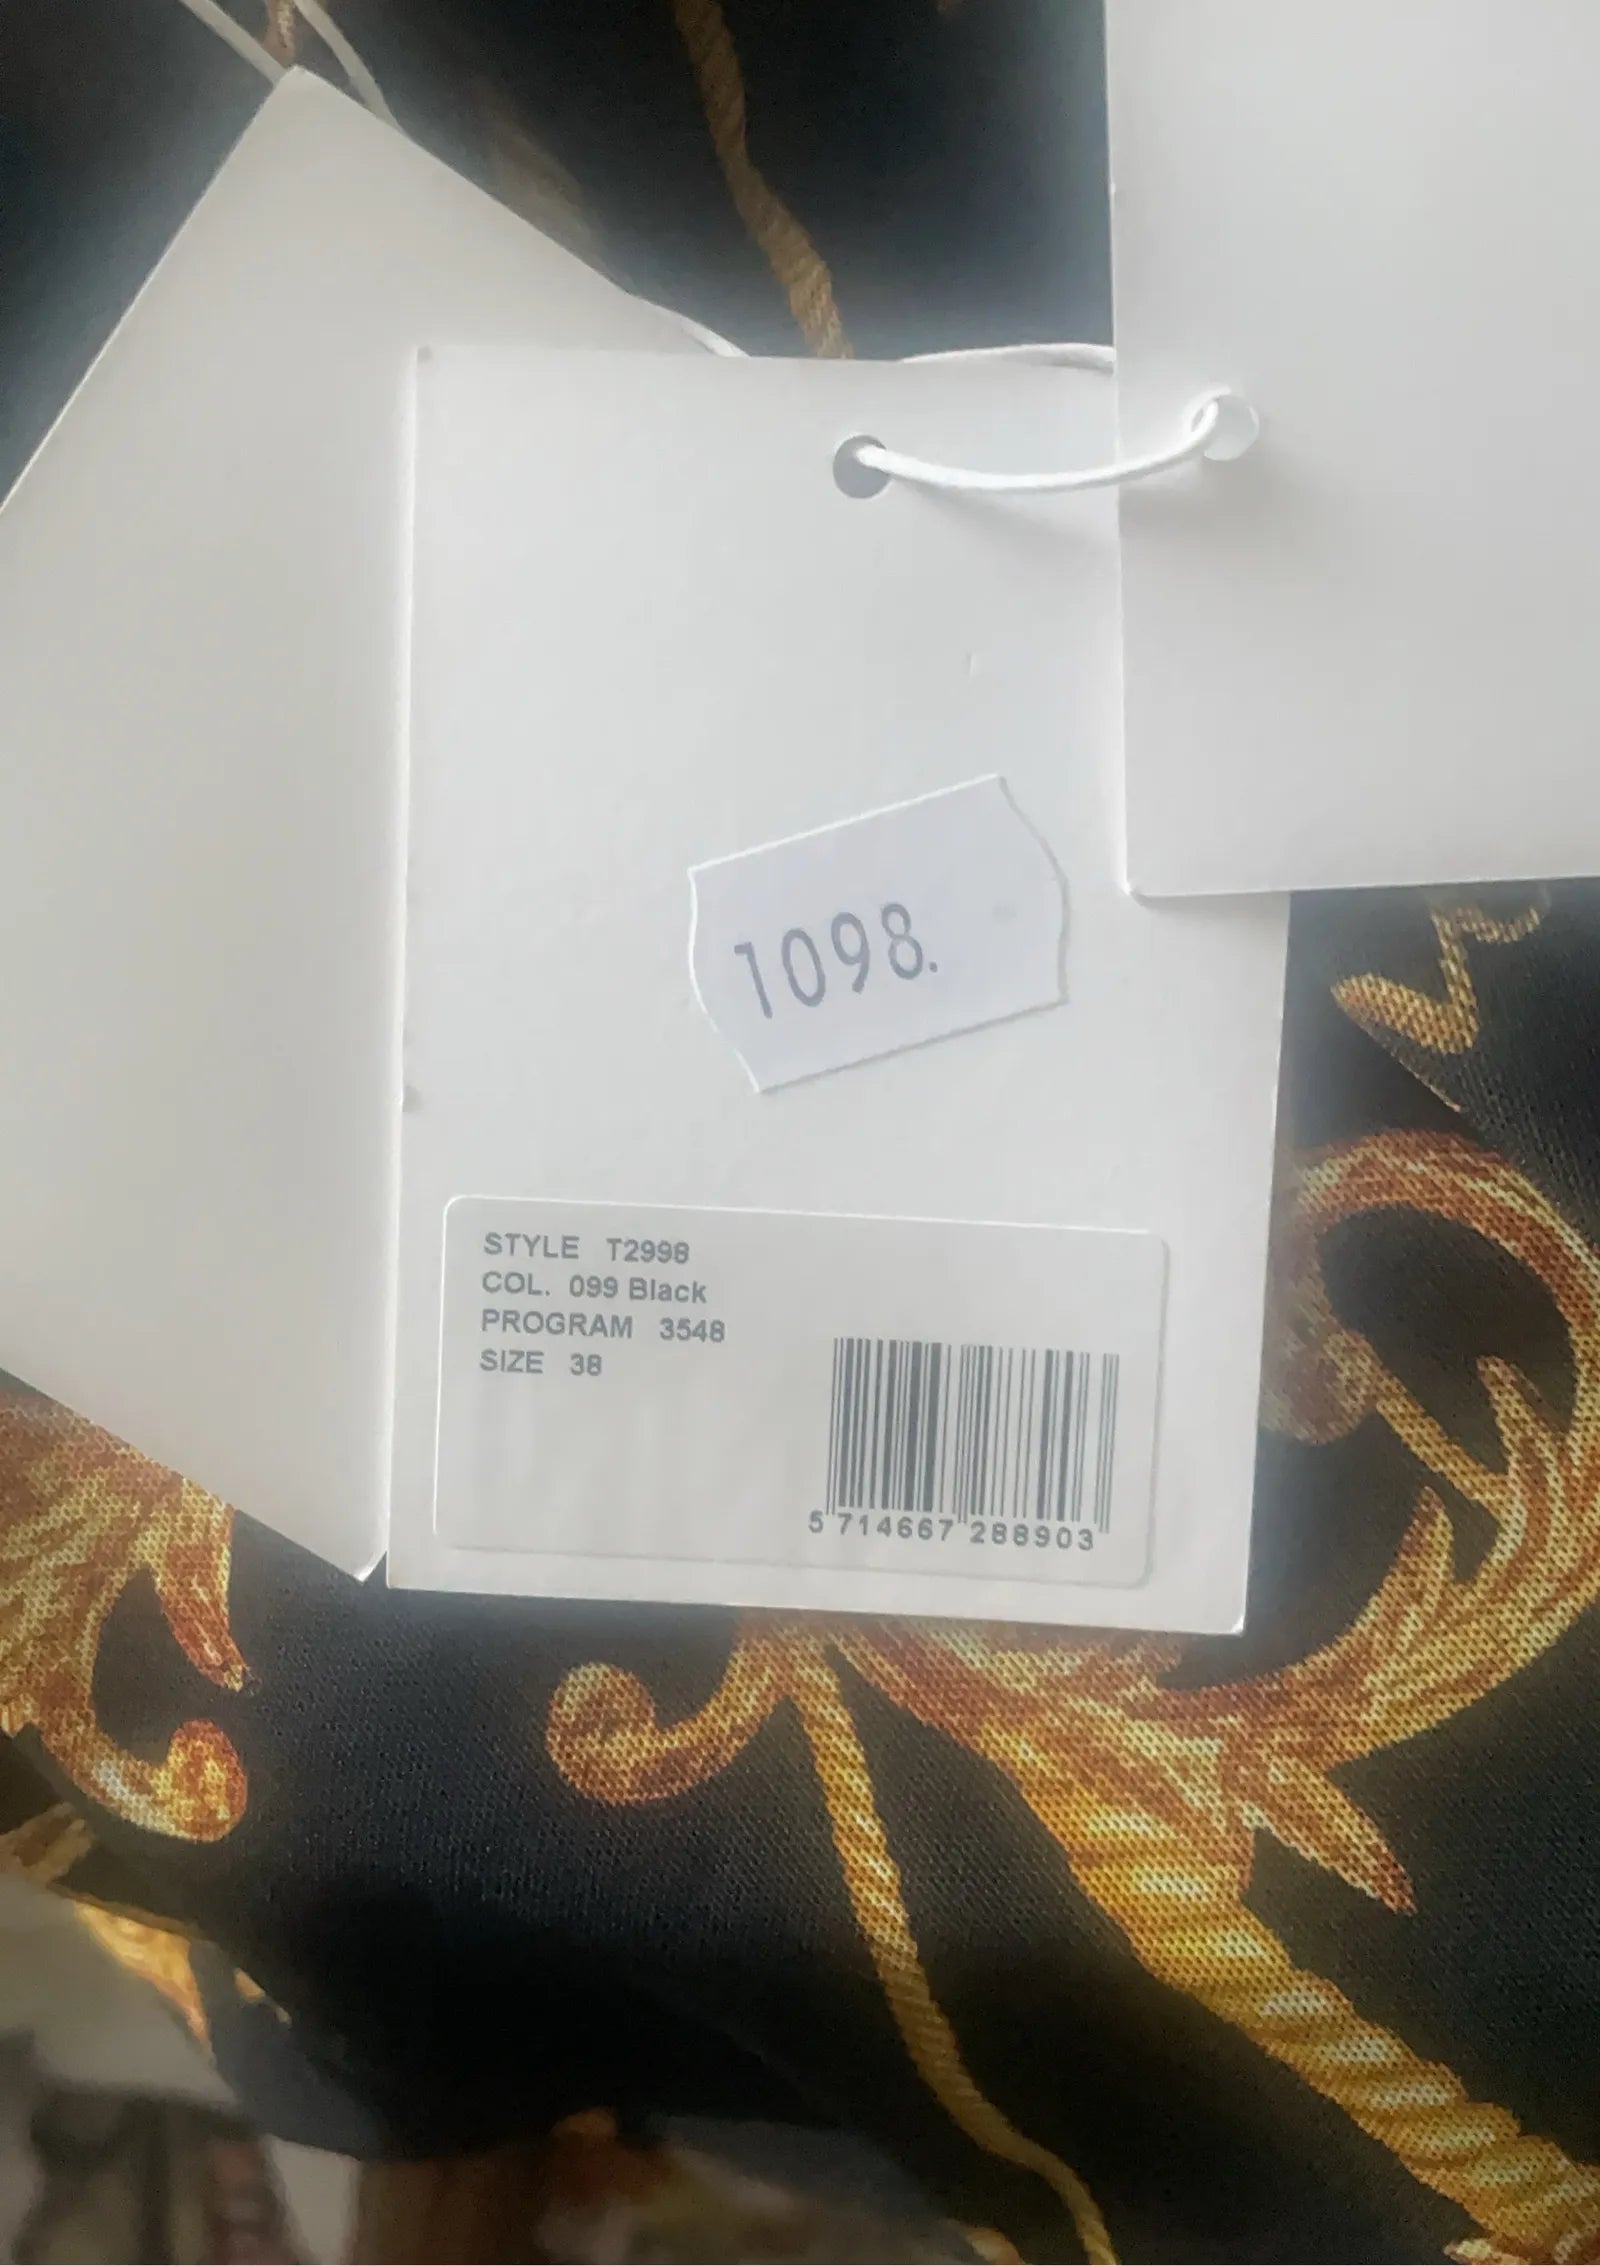 1098.
STYLE T2998
COL. 099 Black
PROGRAM 3548
SIZE 38
5 714667 288903